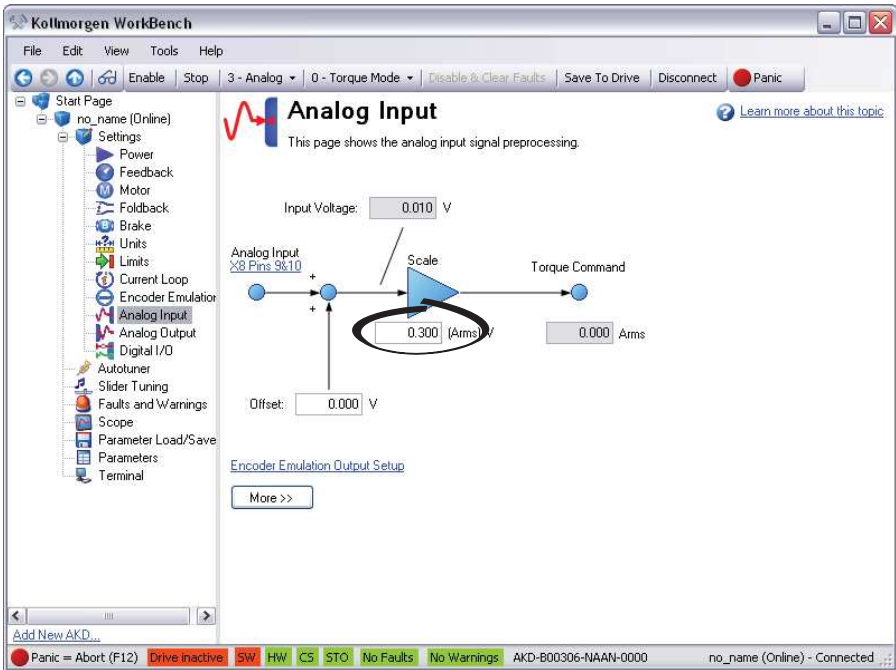 Kollmorgen WorkBench
File Edit View Tools Help
Enable Stop 3 - Analog 0 - Torque Mode Disable & Clear Faults Save To Drive Disconnect Panic
Start Page
no_name (Online)
Settings
Power
Feedback
Motor
Foldback
Brake
Units
Limits
Current Loop
Encoder Emulation
Analog Input
Analog Output
Digital I/O
Autotuner
Slider Tuning
Faults and Warnings
Scope
Parameter Load/Save
Parameters
Terminal
Add New AKD...
Analog Input
Learn more about this topic
This page shows the analog input signal preprocessing.
Input Voltage: 0.010 V
Analog Input
X8 Pins 9&10
+
+
Scale
Torque Command
0.300 (Arms)/V
0.000 Arms
Offset: 0.000 V
Encoder Emulation Output Setup
More >>
Panic = Abort (F12) Drive inactive SW HW CS STO No Faults No Warnings AKD-B00306-NAAN-0000 no_name (Online) - Connected